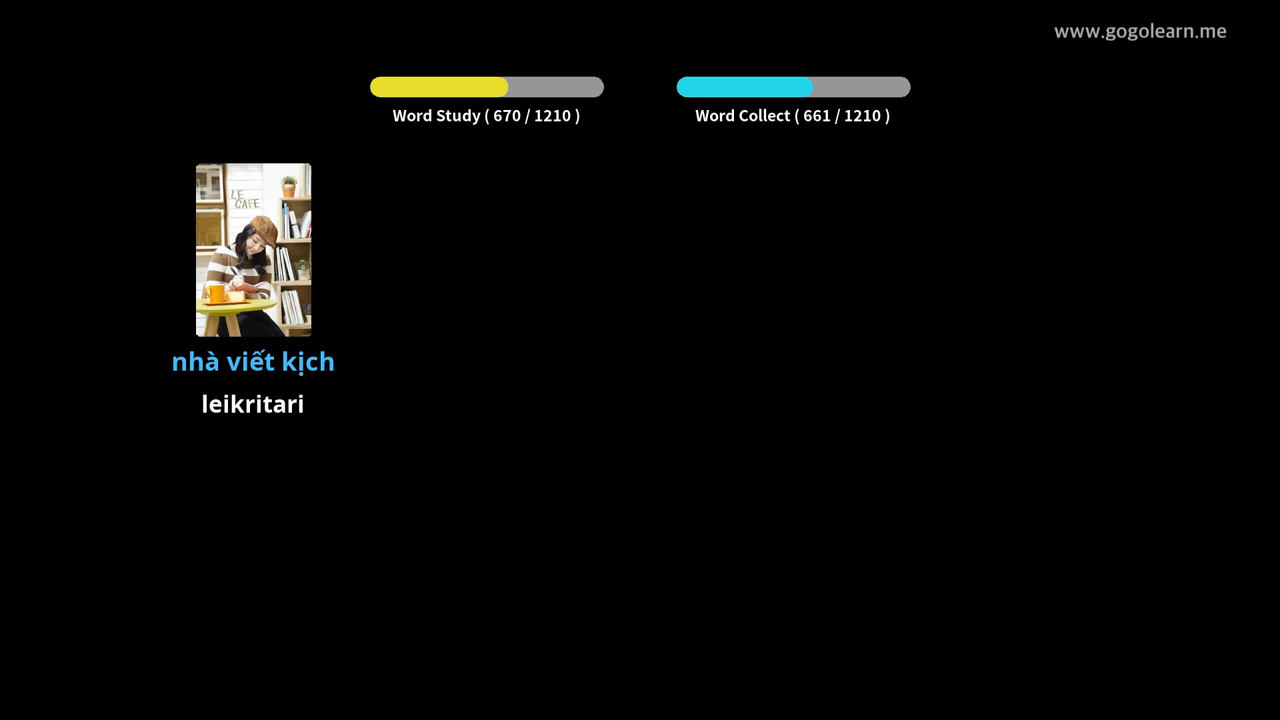 www.gogolearn.me
Word Study ( 670 / 1210 )
Word Collect ( 661 / 1210 )
LE
CAFE
nhà viết kịch
leikritari